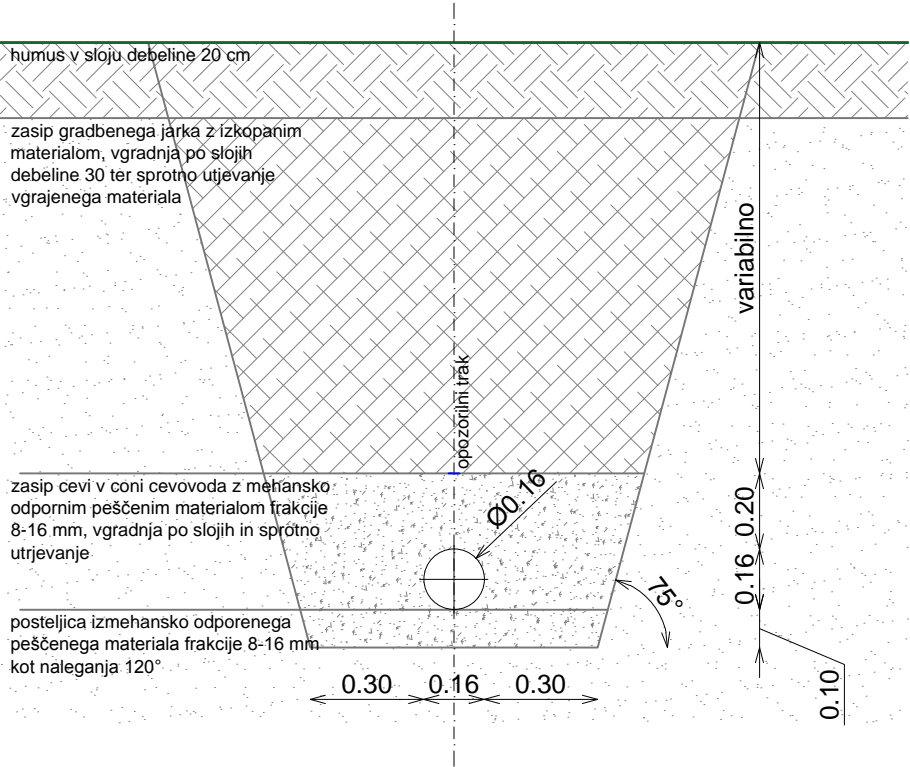 humus v sloju debeline 20 cm
zasip gradbenega jarka z izkopanim
materialom, vgradnja po slojih
debeline 30 ter sprotno utjevanje
vgrajenega materiala
variabilno
opozorilni trak
zasip cevi v coni cevovoda z mehansko
odpornim peščenim materialom frakcije
8-16 mm, vgradnja po slojih in sprotno
utrjevanje
Ø0.16
0.20
0.16
75°
posteljica izmehansko odporenega
peščenega materiala frakcije 8-16 mm
kot naleganja 120°
0.30
0.16
0.30
0.10